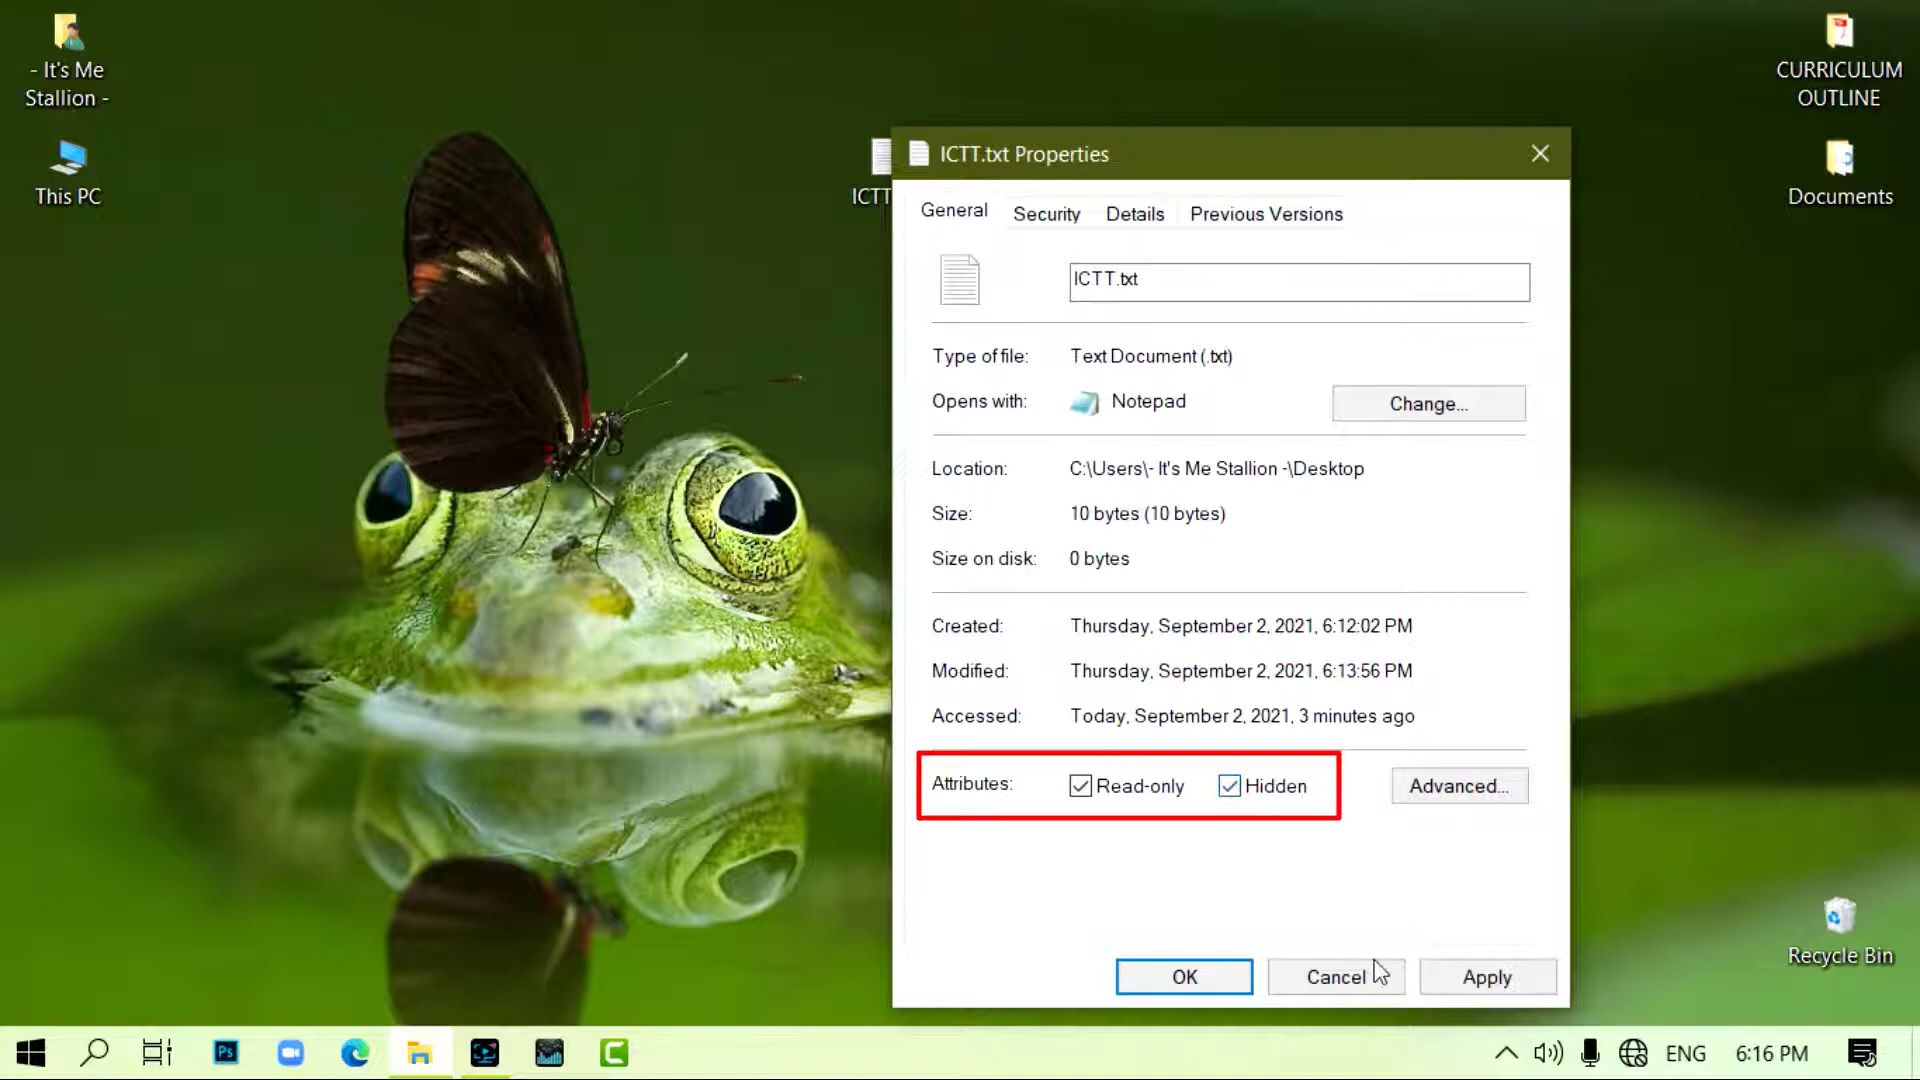 - It's Me
Stallion -
This PC
CURRICULUM
OUTLINE
Documents
Recycle Bin
ICTT
ICTT.txt Properties
General
Security
Details
Previous Versions
ICTT.txt
Type of file:
Text Document (.txt)
Opens with:
Notepad
Change...
Location:
C:\Users\- It's Me Stallion -\Desktop
Size:
10 bytes (10 bytes)
Size on disk:
0 bytes
Created:
Thursday, September 2, 2021, 6:12:02 PM
Modified:
Thursday, September 2, 2021, 6:13:56 PM
Accessed:
Today, September 2, 2021, 3 minutes ago
Attributes:
Read-only
Hidden
Advanced...
OK
Cancel
Apply
Ps
ENG
6:16 PM